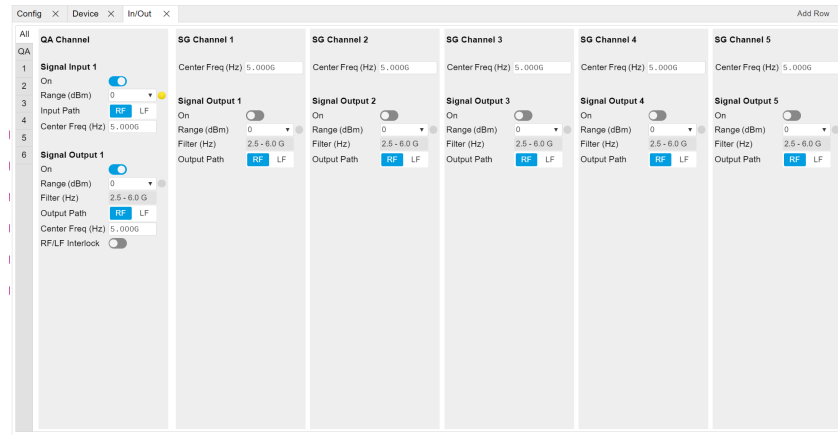 Config × Device × In/Out × Add Row
All
QA
1
2
3
4
5
6
QA Channel
Signal Input 1
On
Range (dBm) 0
Input Path RF LF
Center Freq (Hz) 5.000G
Signal Output 1
On
Range (dBm) 0
Filter (Hz) 2.5 - 6.0 G
Output Path RF LF
Center Freq (Hz) 5.000G
RF/LF Interlock
SG Channel 1
Center Freq (Hz) 5.000G
Signal Output 1
On
Range (dBm) 0
Filter (Hz) 2.5 - 6.0 G
Output Path RF LF
SG Channel 2
Center Freq (Hz) 5.000G
Signal Output 2
On
Range (dBm) 0
Filter (Hz) 2.5 - 6.0 G
Output Path RF LF
SG Channel 3
Center Freq (Hz) 5.000G
Signal Output 3
On
Range (dBm) 0
Filter (Hz) 2.5 - 6.0 G
Output Path RF LF
SG Channel 4
Center Freq (Hz) 5.000G
Signal Output 4
On
Range (dBm) 0
Filter (Hz) 2.5 - 6.0 G
Output Path RF LF
SG Channel 5
Center Freq (Hz) 5.000G
Signal Output 5
On
Range (dBm) 0
Filter (Hz) 2.5 - 6.0 G
Output Path RF LF